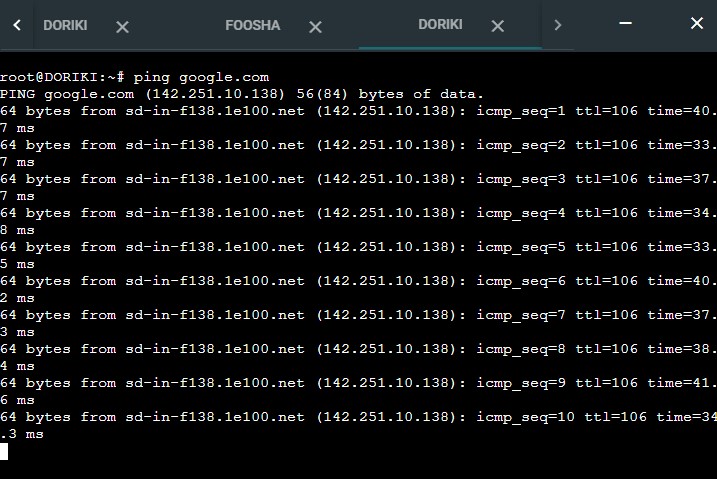 DORIKI FOOSHA DORIKI
root@DORIKI:~# ping google.com
PING google.com (142.251.10.138) 56(84) bytes of data.
64 bytes from sd-in-f138.1e100.net (142.251.10.138): icmp_seq=1 ttl=106 time=40.
7 ms
64 bytes from sd-in-f138.1e100.net (142.251.10.138): icmp_seq=2 ttl=106 time=33.
7 ms
64 bytes from sd-in-f138.1e100.net (142.251.10.138): icmp_seq=3 ttl=106 time=37.
7 ms
64 bytes from sd-in-f138.1e100.net (142.251.10.138): icmp_seq=4 ttl=106 time=34.
8 ms
64 bytes from sd-in-f138.1e100.net (142.251.10.138): icmp_seq=5 ttl=106 time=33.
5 ms
64 bytes from sd-in-f138.1e100.net (142.251.10.138): icmp_seq=6 ttl=106 time=40.
2 ms
64 bytes from sd-in-f138.1e100.net (142.251.10.138): icmp_seq=7 ttl=106 time=37.
3 ms
64 bytes from sd-in-f138.1e100.net (142.251.10.138): icmp_seq=8 ttl=106 time=38.
4 ms
64 bytes from sd-in-f138.1e100.net (142.251.10.138): icmp_seq=9 ttl=106 time=41.
6 ms
64 bytes from sd-in-f138.1e100.net (142.251.10.138): icmp_seq=10 ttl=106 time=34
.3 ms